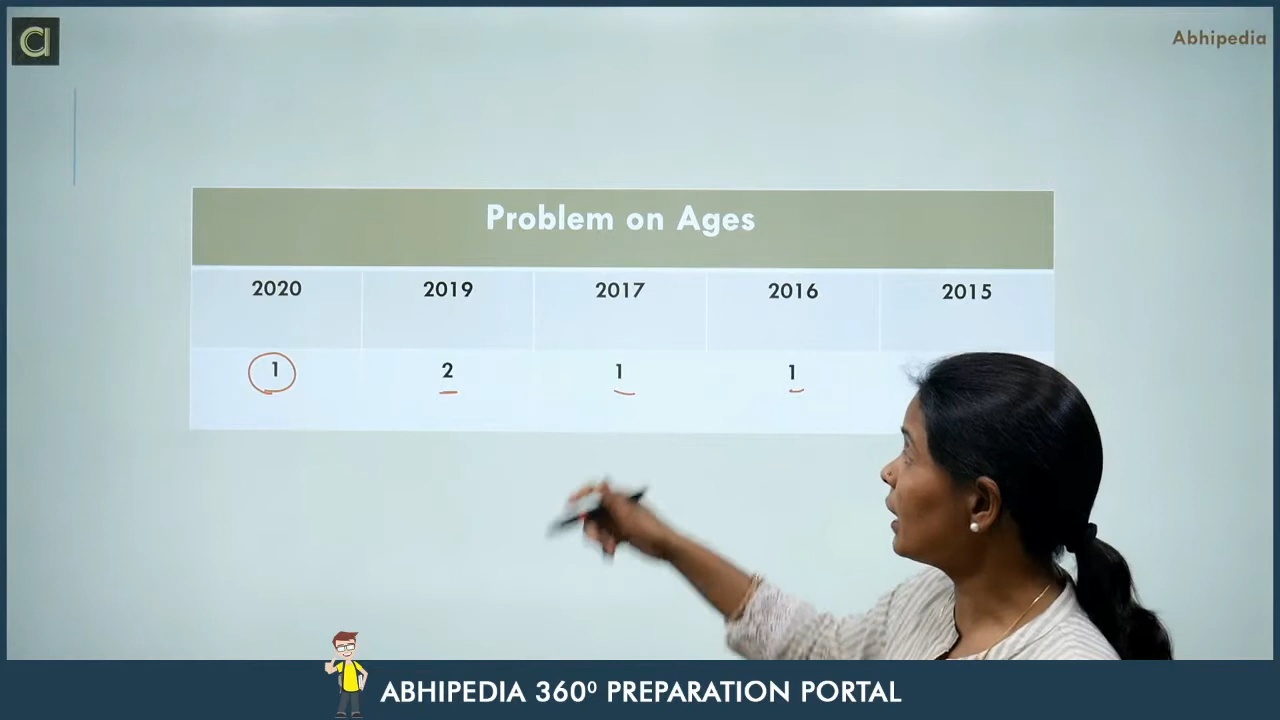 Abhipedia
Problem on Ages
2020 2019 2017 2016 2015
1 2 1 1
ABHIPEDIA 360⁰ PREPARATION PORTAL